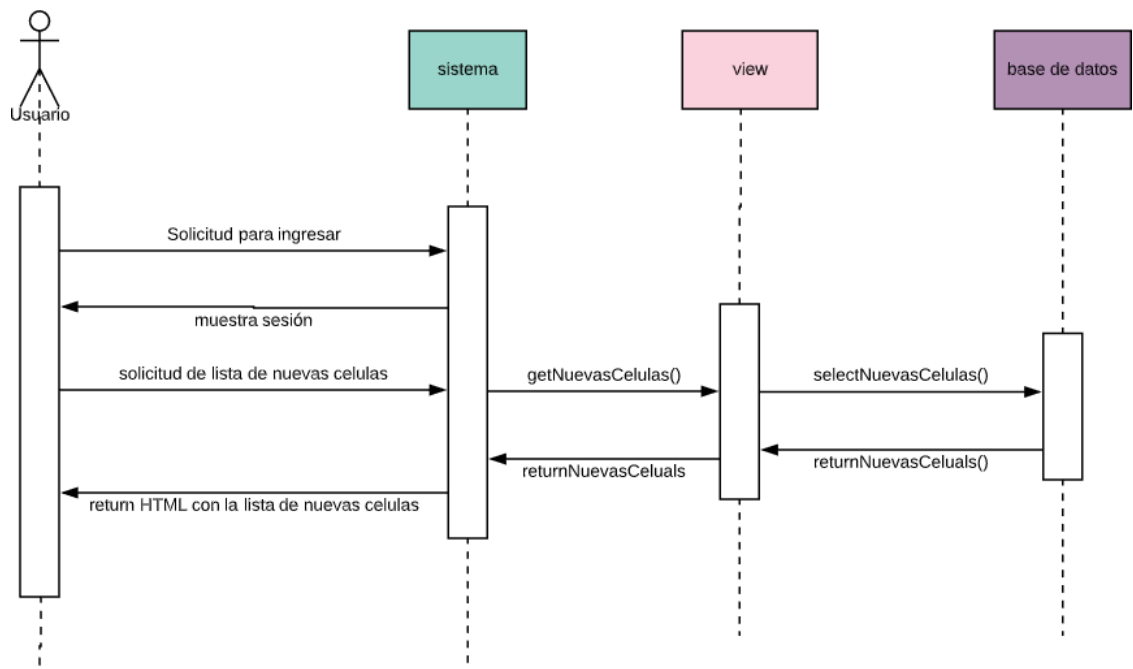 Usuario
sistema
view
base de datos
Solicitud para ingresar
muestra sesión
solicitud de lista de nuevas celulas
getNuevasCelulas()
selectNuevasCelulas()
returnNuevasCeluals()
returnNuevasCeluals
return HTML con la lista de nuevas celulas